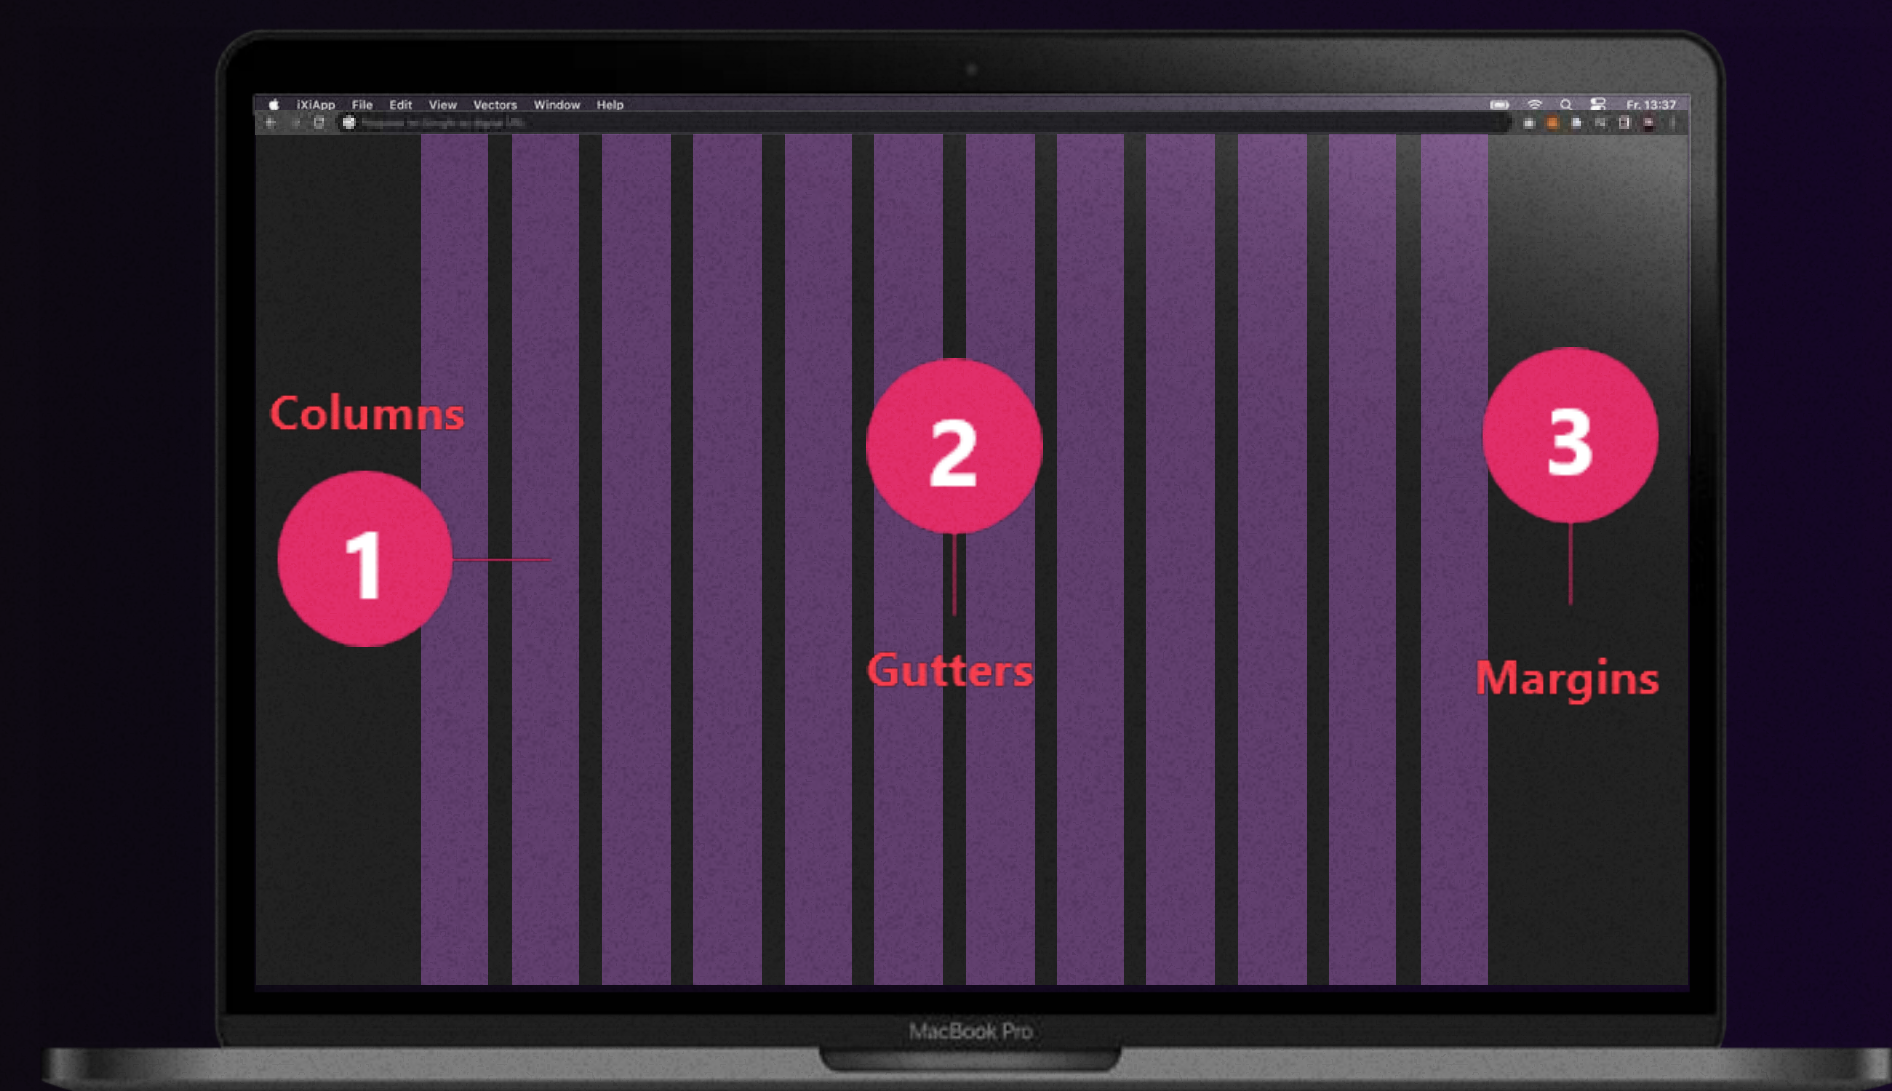 iXiApp File Edit View Vectors Window Help Fr. 13:37
Columns
1
2
Gutters
3
Margins
MacBook Pro